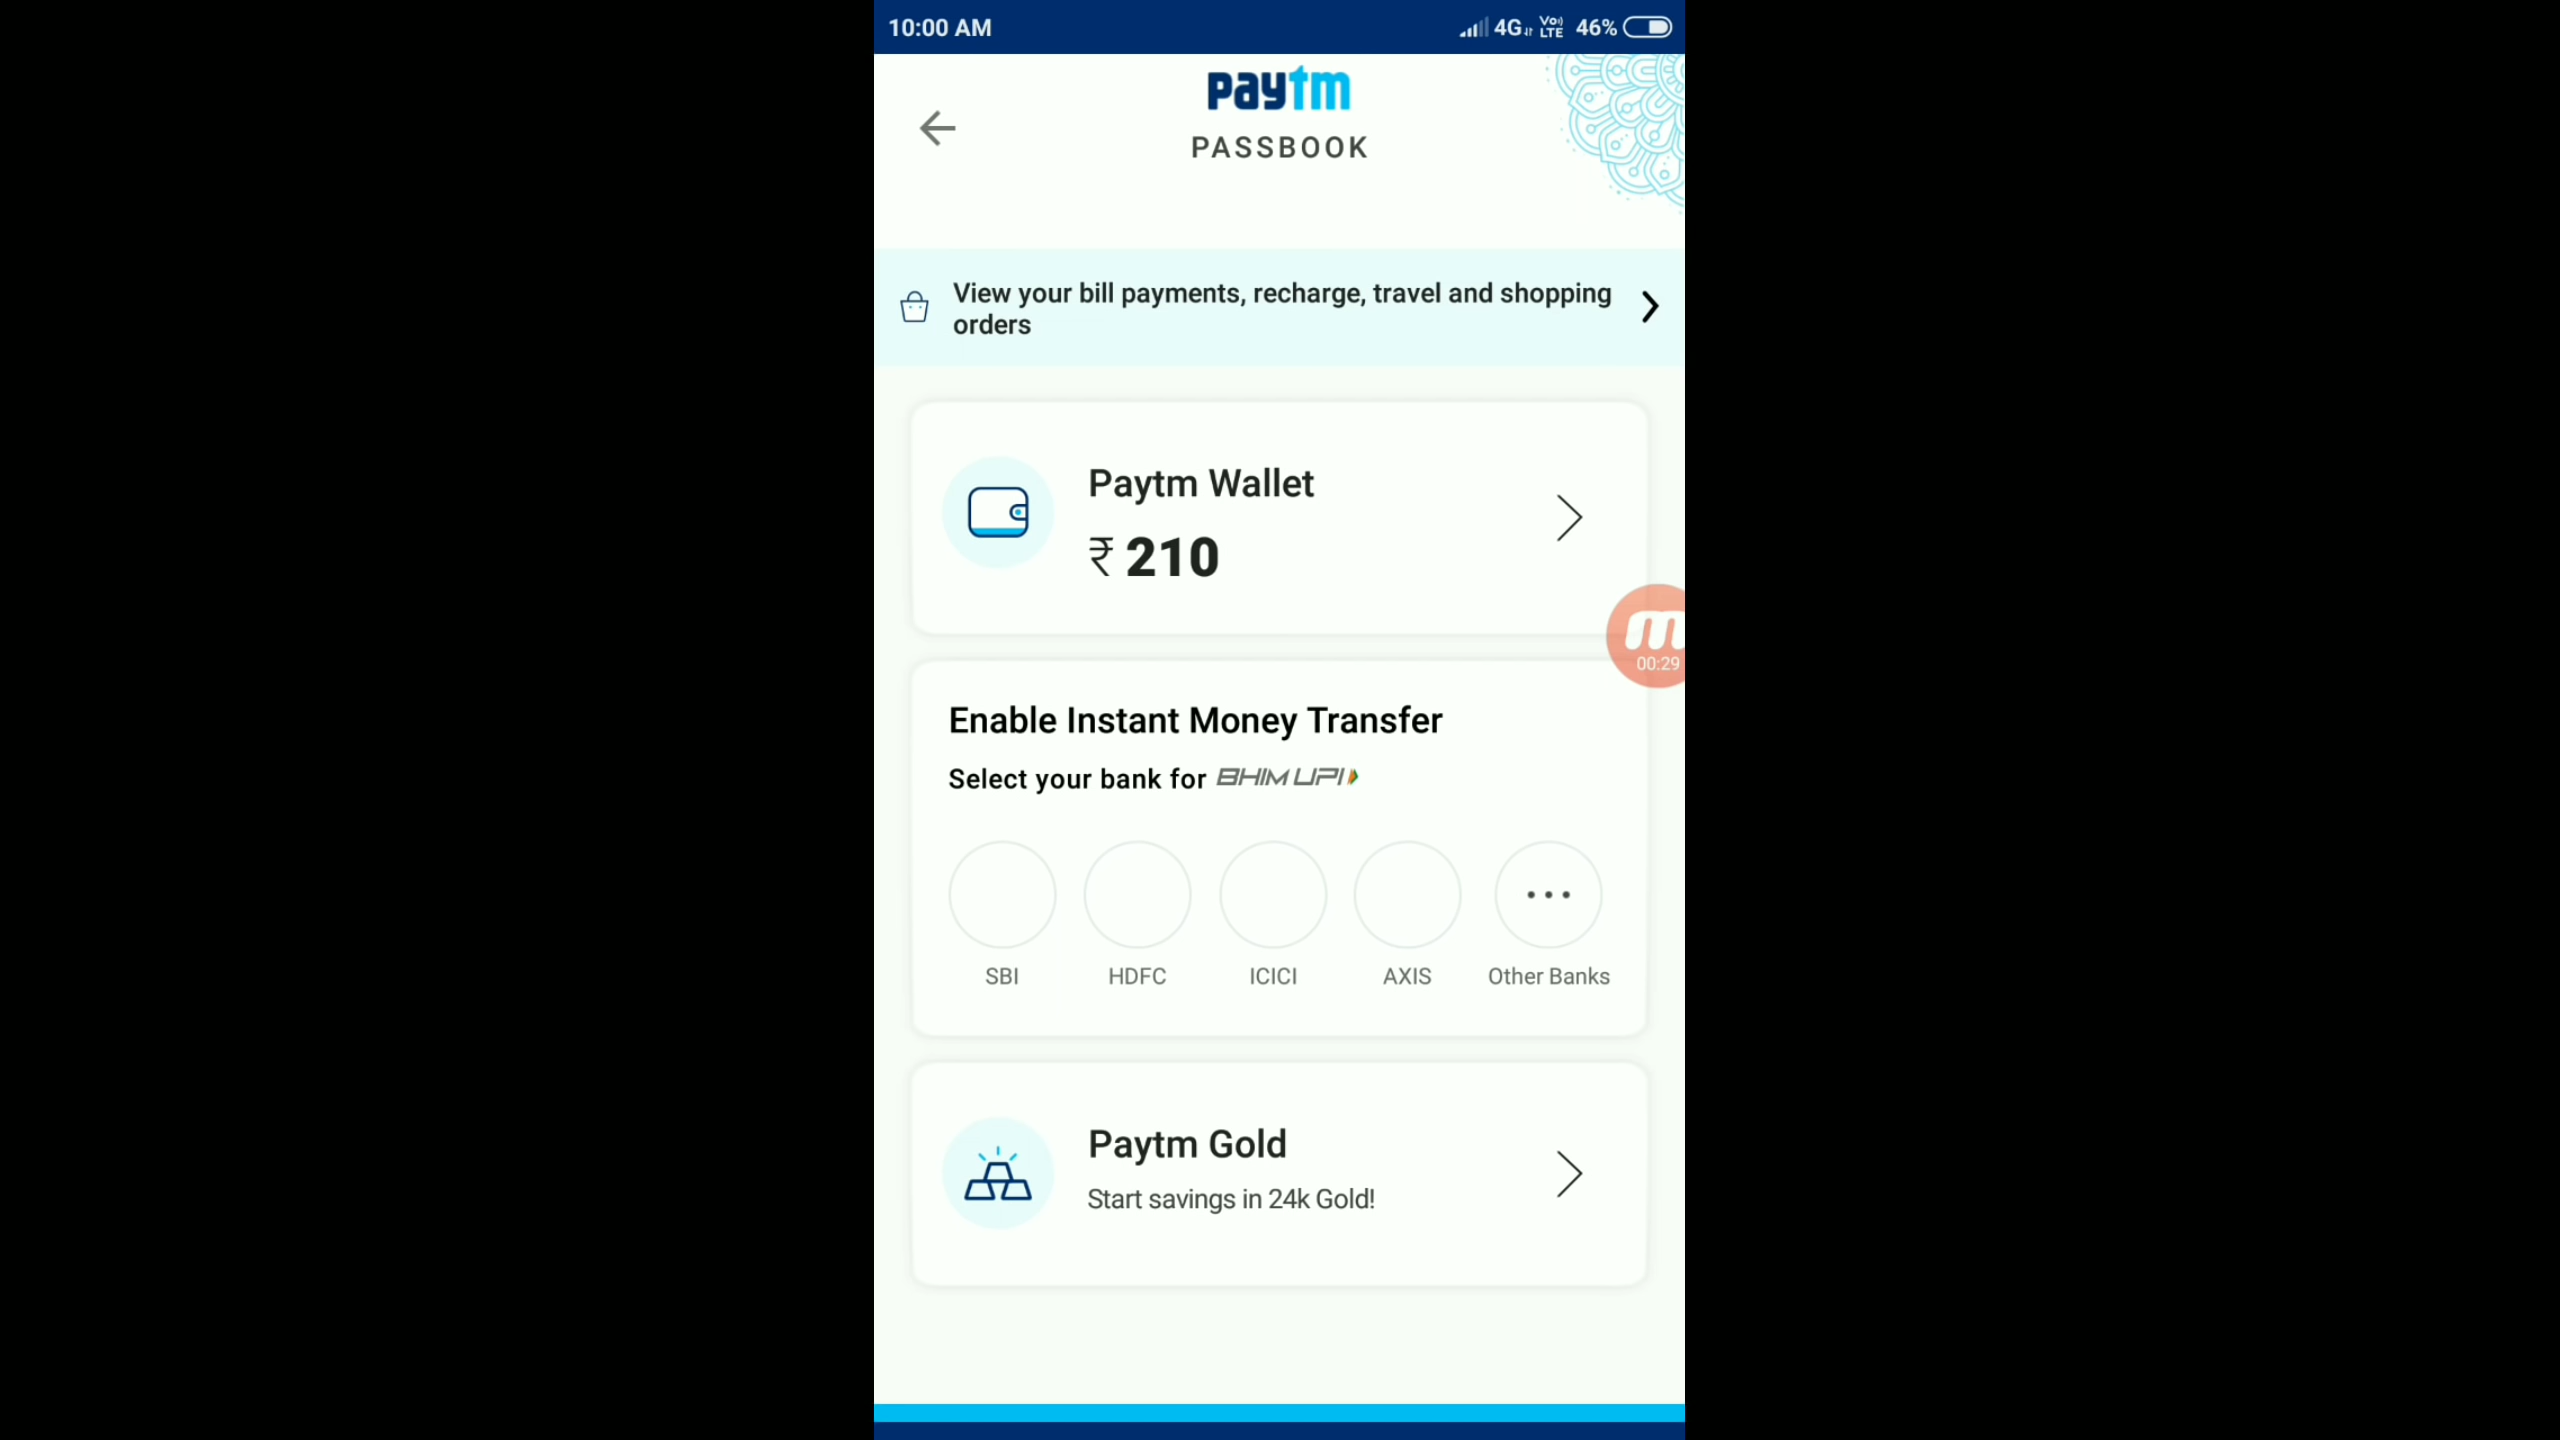 10:00 AM
4G Vo) LTE 46%
paytm
PASSBOOK
View your bill payments, recharge, travel and shopping
orders
Paytm Wallet
₹ 210
00:29
Enable Instant Money Transfer
Select your bank for BHIM UPI
SBI HDFC ICICI AXIS Other Banks
Paytm Gold
Start savings in 24k Gold!